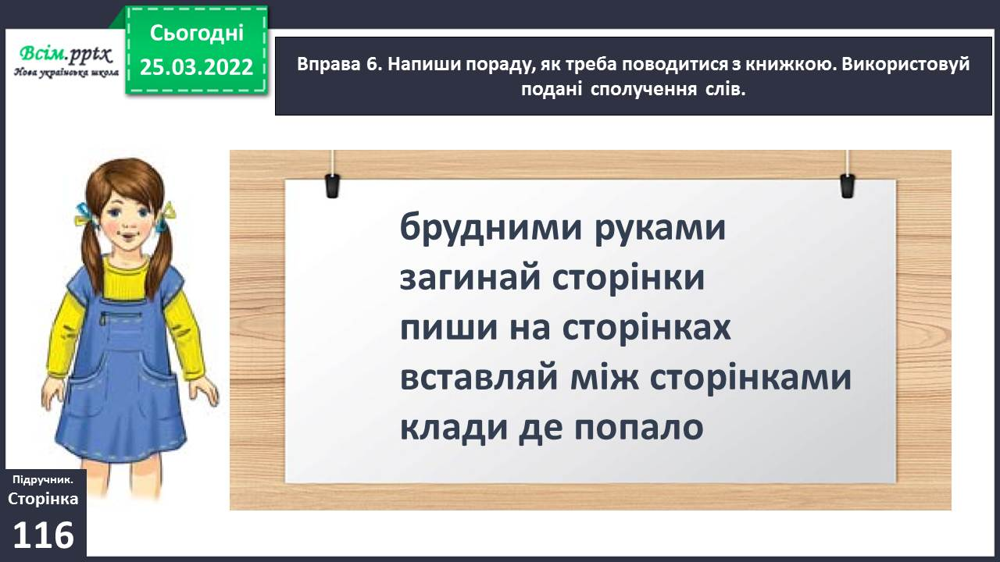 Всім.pptx
Нова українська школа
Сьогодні
25.03.2022
Вправа 6. Напиши пораду, як треба поводитися з книжкою. Використовуй
подані сполучення слів.
брудними руками
загинай сторінки
пиши на сторінках
вставляй між сторінками
клади де попало
Підручник.
Сторінка
116